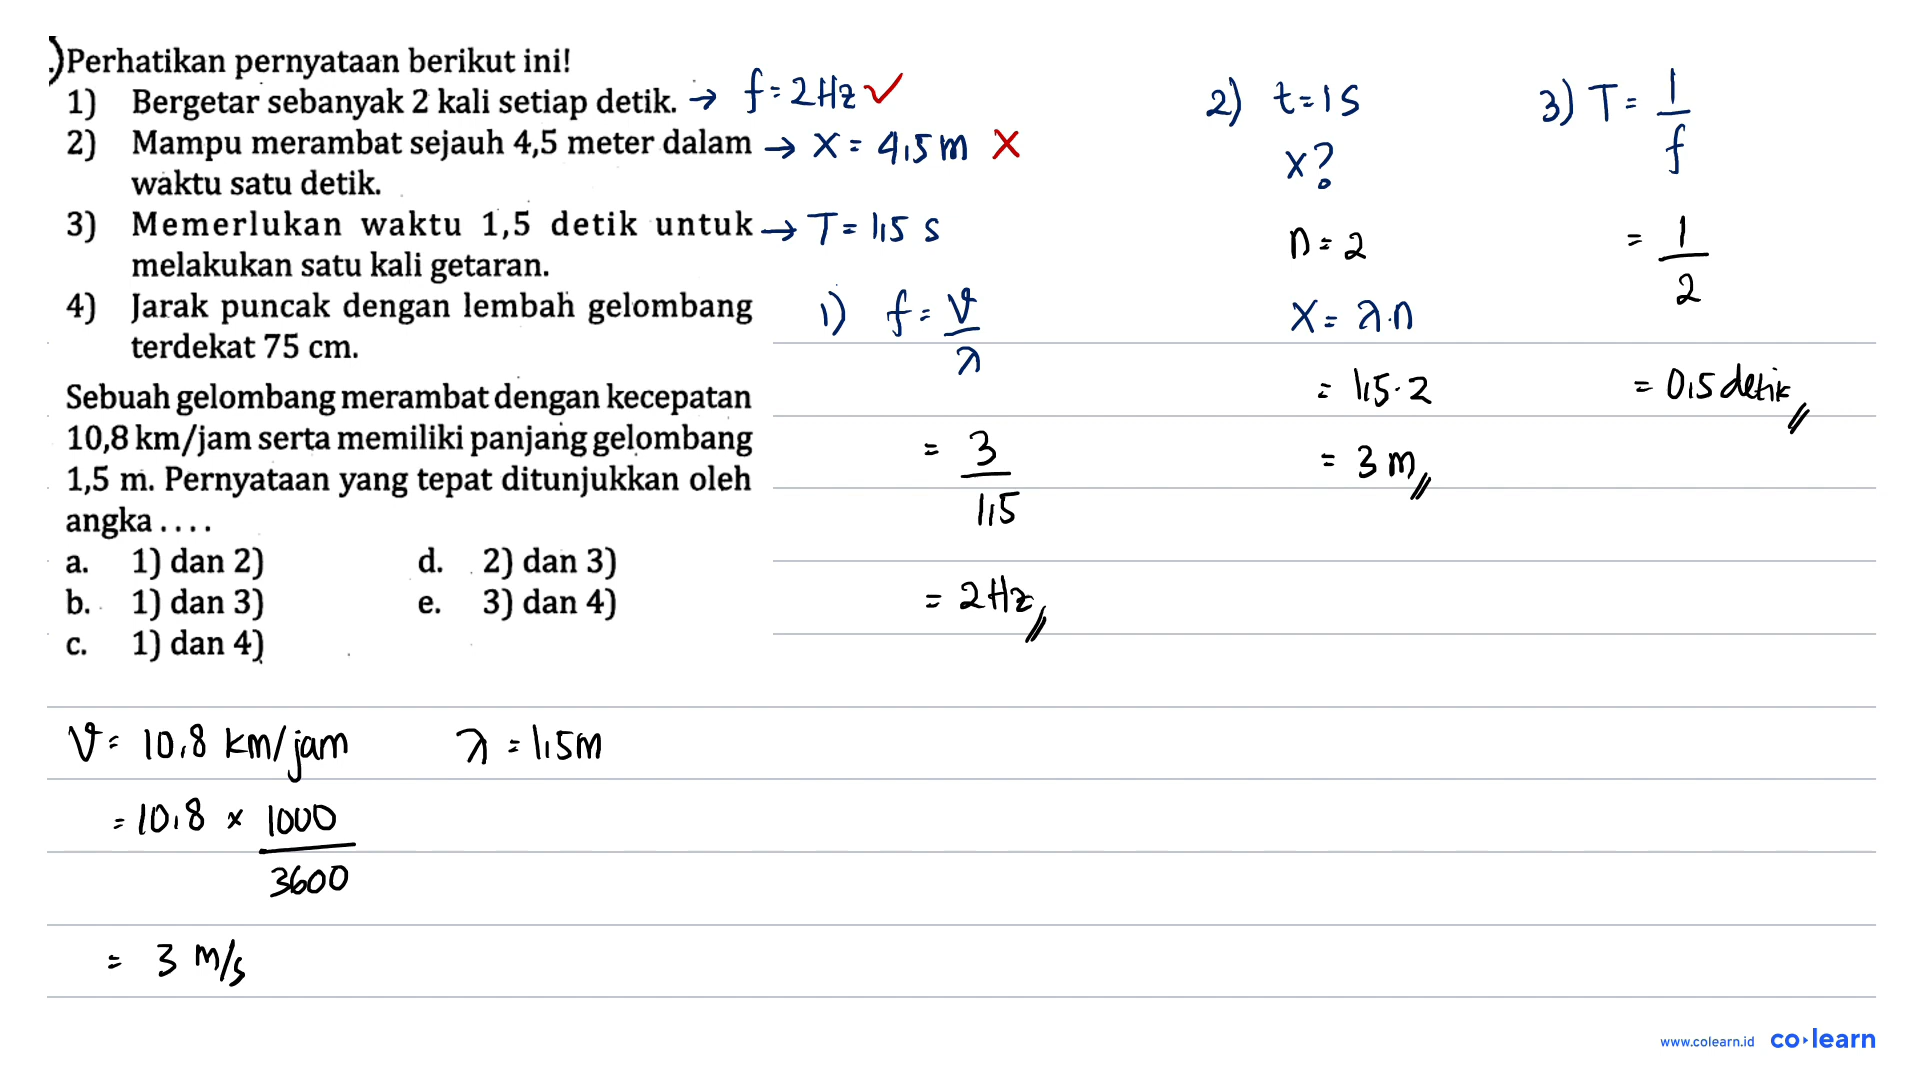 .) Perhatikan pernyataan berikut ini!
1) Bergetar sebanyak 2 kali setiap detik. → f = 2 Hz ✓
2) Mampu merambat sejauh 4,5 meter dalam → x = 4,5 m X
waktu satu detik.
3) Memerlukan waktu 1,5 detik untuk → T = 1,5 s
melakukan satu kali getaran.
4) Jarak puncak dengan lembah gelombang
terdekat 75 cm.
Sebuah gelombang merambat dengan kecepatan
10,8 km/jam serta memiliki panjang gelombang
1,5 m. Pernyataan yang tepat ditunjukkan oleh
angka . . . .
a. 1) dan 2) d. 2) dan 3)
b. 1) dan 3) e. 3) dan 4)
c. 1) dan 4)
v = 10,8 km/jam λ = 1,5 m
= 10,8 × 1000/3600
= 3 m/s
1) f = v/λ
= 3/1,5
= 2 Hz
2) t = 1 s
x?
n = 2
x = λ.n
= 1,5 . 2
= 3 m
3) T = 1/f
= 1/2
= 0,5 detik
www.colearn.id co▸learn